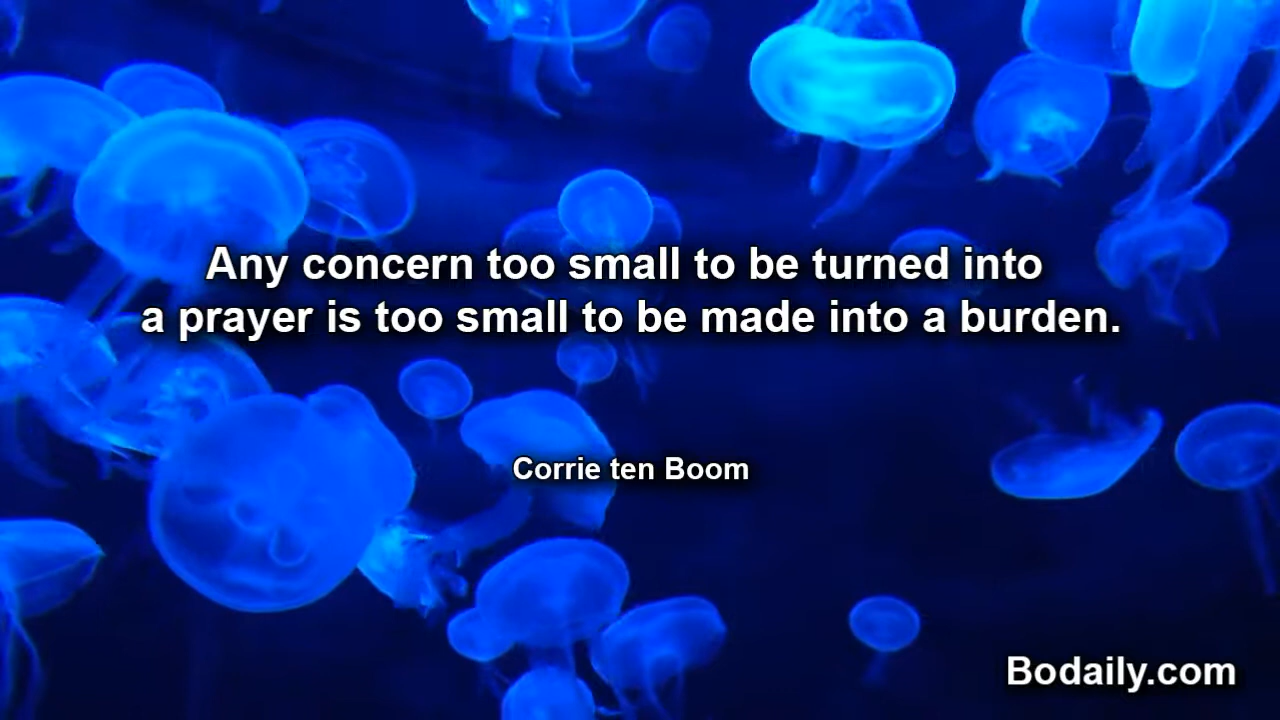 Any concern too small to be turned into
a prayer is too small to be made into a burden.
Corrie ten Boom
Bodaily.com